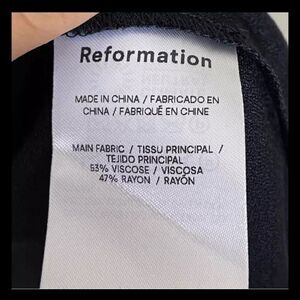 Reformation
MADE IN CHINA / FABRICADO EN
CHINA / FABRIQUÉ EN CHINE
MAIN FABRIC / TISSU PRINCIPAL /
TEJIDO PRINCIPAL
53% VISCOSE / VISCOSA
47% RAYON / RAYÓN